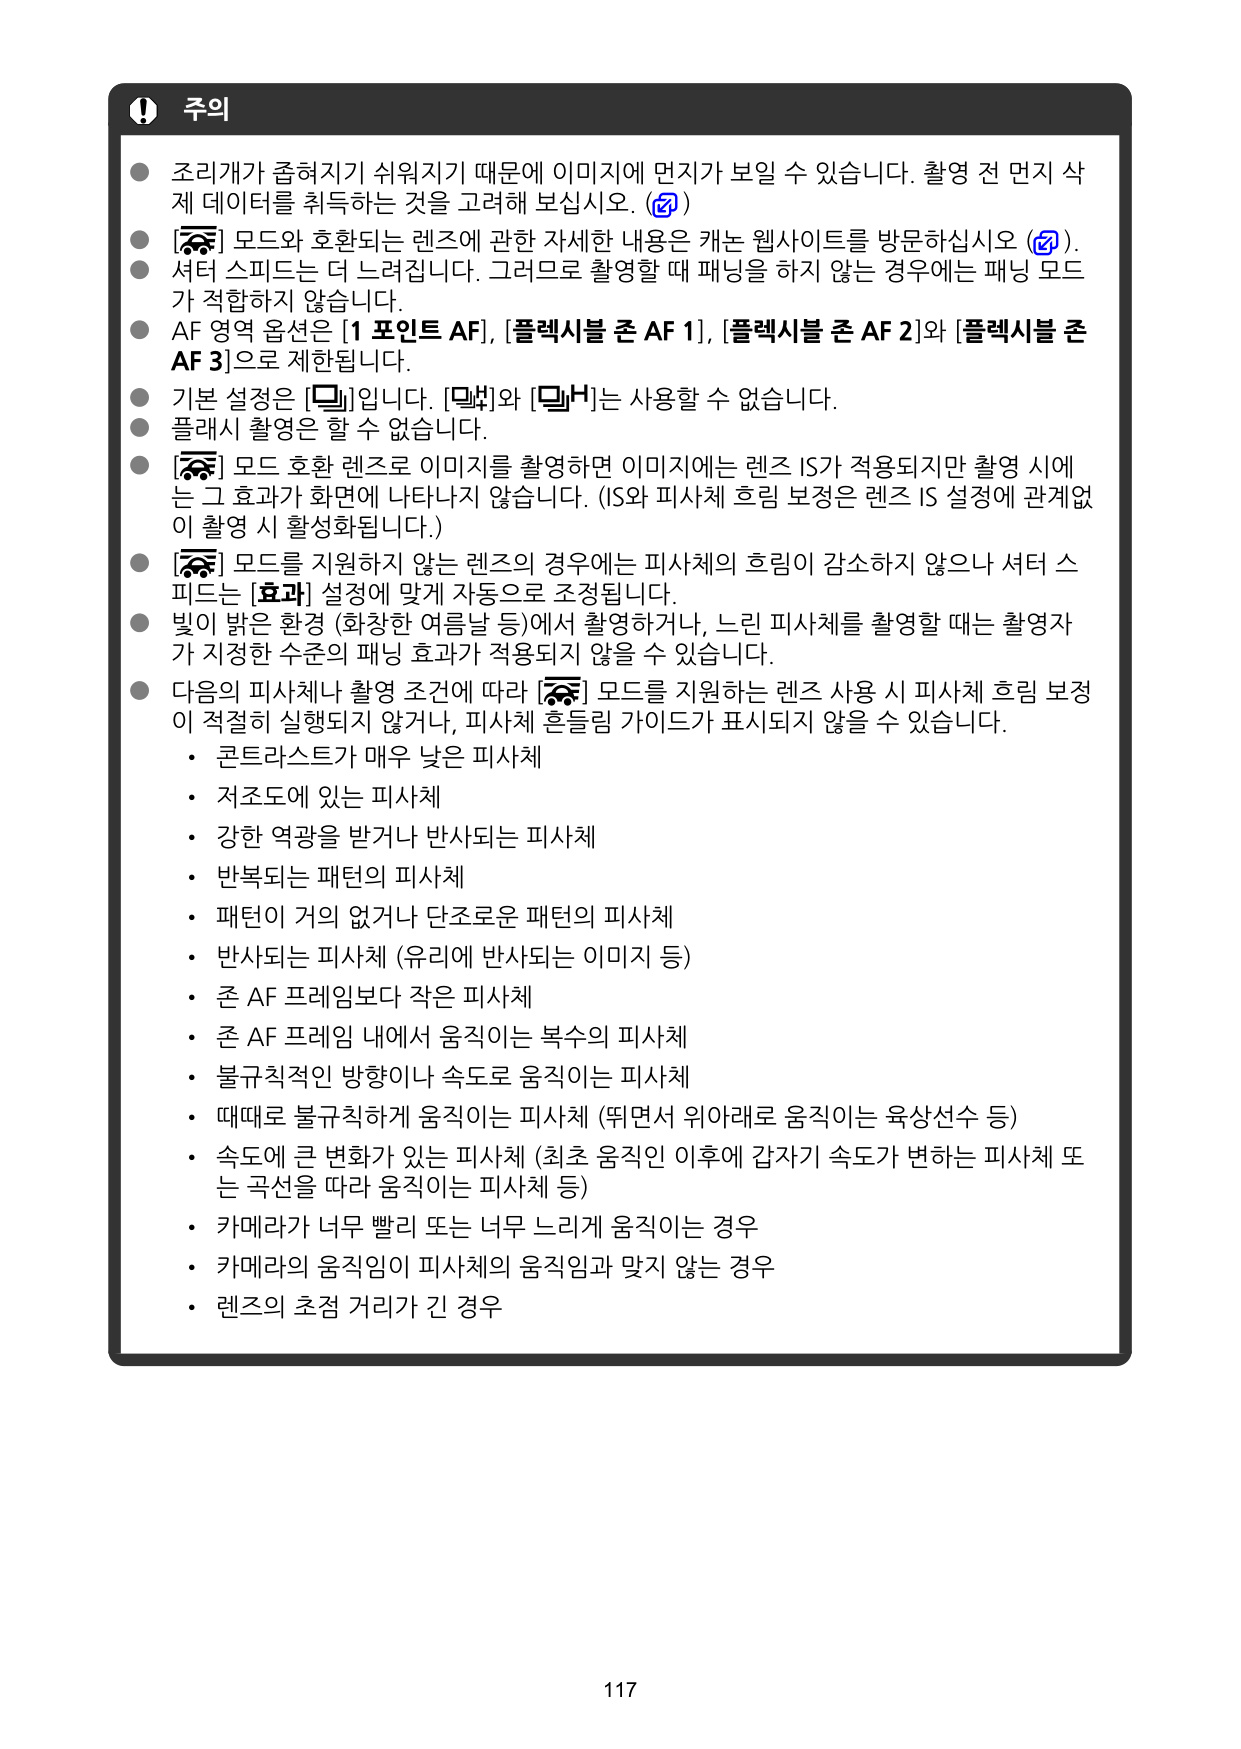 주의
● 조리개가 좁혀지기 쉬워지기 때문에 이미지에 먼지가 보일 수 있습니다. 촬영 전 먼지 삭
제 데이터를 취득하는 것을 고려해 보십시오. ( )
● [ ] 모드와 호환되는 렌즈에 관한 자세한 내용은 캐논 웹사이트를 방문하십시오 ( ).
● 셔터 스피드는 더 느려집니다. 그러므로 촬영할 때 패닝을 하지 않는 경우에는 패닝 모드
가 적합하지 않습니다.
● AF 영역 옵션은 [1 포인트 AF], [플렉시블 존 AF 1], [플렉시블 존 AF 2]와 [플렉시블 존
AF 3]으로 제한됩니다.
● 기본 설정은 [ ]입니다. [ H+]와 [ H]는 사용할 수 없습니다.
● 플래시 촬영은 할 수 없습니다.
● [ ] 모드 호환 렌즈로 이미지를 촬영하면 이미지에는 렌즈 IS가 적용되지만 촬영 시에
는 그 효과가 화면에 나타나지 않습니다. (IS와 피사체 흐림 보정은 렌즈 IS 설정에 관계없
이 촬영 시 활성화됩니다.)
● [ ] 모드를 지원하지 않는 렌즈의 경우에는 피사체의 흐림이 감소하지 않으나 셔터 스
피드는 [효과] 설정에 맞게 자동으로 조정됩니다.
● 빛이 밝은 환경 (화창한 여름날 등)에서 촬영하거나, 느린 피사체를 촬영할 때는 촬영자
가 지정한 수준의 패닝 효과가 적용되지 않을 수 있습니다.
● 다음의 피사체나 촬영 조건에 따라 [ ] 모드를 지원하는 렌즈 사용 시 피사체 흐림 보정
이 적절히 실행되지 않거나, 피사체 흔들림 가이드가 표시되지 않을 수 있습니다.
• 콘트라스트가 매우 낮은 피사체
• 저조도에 있는 피사체
• 강한 역광을 받거나 반사되는 피사체
• 반복되는 패턴의 피사체
• 패턴이 거의 없거나 단조로운 패턴의 피사체
• 반사되는 피사체 (유리에 반사되는 이미지 등)
• 존 AF 프레임보다 작은 피사체
• 존 AF 프레임 내에서 움직이는 복수의 피사체
• 불규칙적인 방향이나 속도로 움직이는 피사체
• 때때로 불규칙하게 움직이는 피사체 (뛰면서 위아래로 움직이는 육상선수 등)
• 속도에 큰 변화가 있는 피사체 (최초 움직인 이후에 갑자기 속도가 변하는 피사체 또
는 곡선을 따라 움직이는 피사체 등)
• 카메라가 너무 빨리 또는 너무 느리게 움직이는 경우
• 카메라의 움직임이 피사체의 움직임과 맞지 않는 경우
• 렌즈의 초점 거리가 긴 경우
117